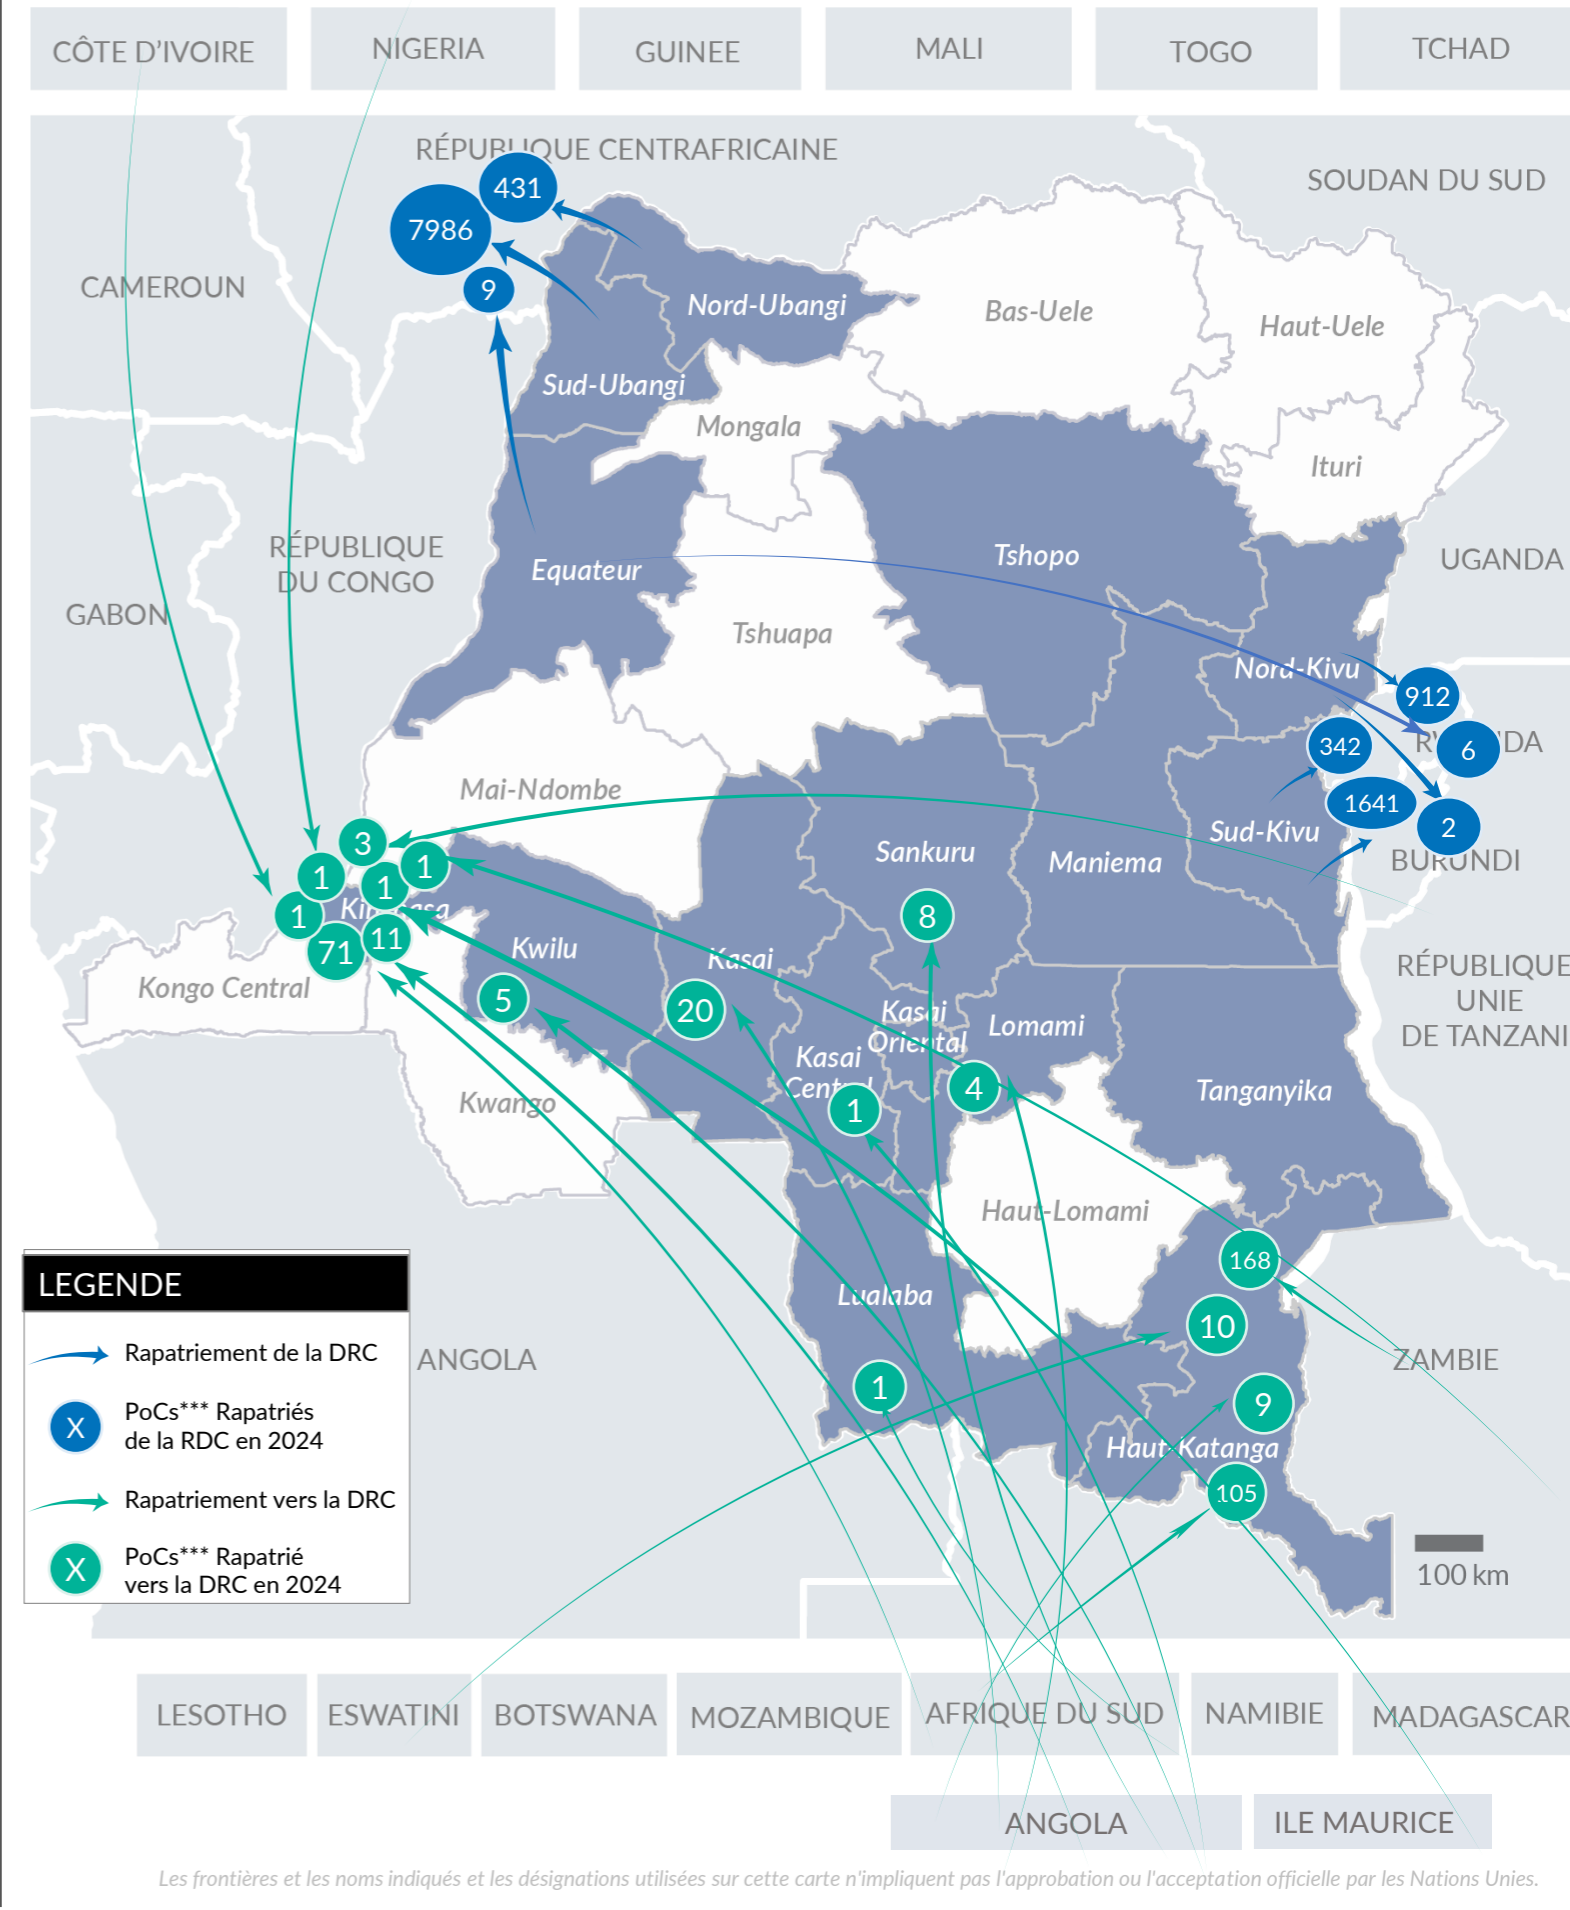 CÔTE D'IVOIRE
NIGERIA
GUINEE
MALI
TOGO
TCHAD
RÉPUBLIQUE CENTRAFRICAINE
SOUDAN DU SUD
431
7986
9
CAMEROUN
Nord-Ubangi
Bas-Uele
Haut-Uele
Sud-Ubangi
Mongala
Ituri
RÉPUBLIQUE
DU CONGO
Equateur
Tshopo
UGANDA
GABON
Tshuapa
Nord-Kivu
912
342
6
1641
2
BURUNDI
Mai-Ndombe
Sud-Kivu
Sankuru
Maniema
3
1
1
1
1
71
11
8
Kwilu
Kasai
Kongo Central
5
20
RÉPUBLIQUE
UNIE
DE TANZANI
Kasai
Oriental
Lomami
Kasai
Central
4
1
Tanganyika
Kwango
Haut-Lomami
168
Lualaba
10
1
9
Haut-Katanga
105
ANGOLA
ZAMBIE
LEGENDE
Rapatriement de la DRC
X
PoCs*** Rapatriés
de la RDC en 2024
Rapatriement vers la DRC
X
PoCs*** Rapatrié
vers la DRC en 2024
100 km
LESOTHO
ESWATINI
BOTSWANA
MOZAMBIQUE
AFRIQUE DU SUD
NAMIBIE
MADAGASCAR
ANGOLA
ILE MAURICE
Les frontières et les noms indiqués et les désignations utilisées sur cette carte n'impliquent pas l'approbation ou l'acceptation officielle par les Nations Unies.